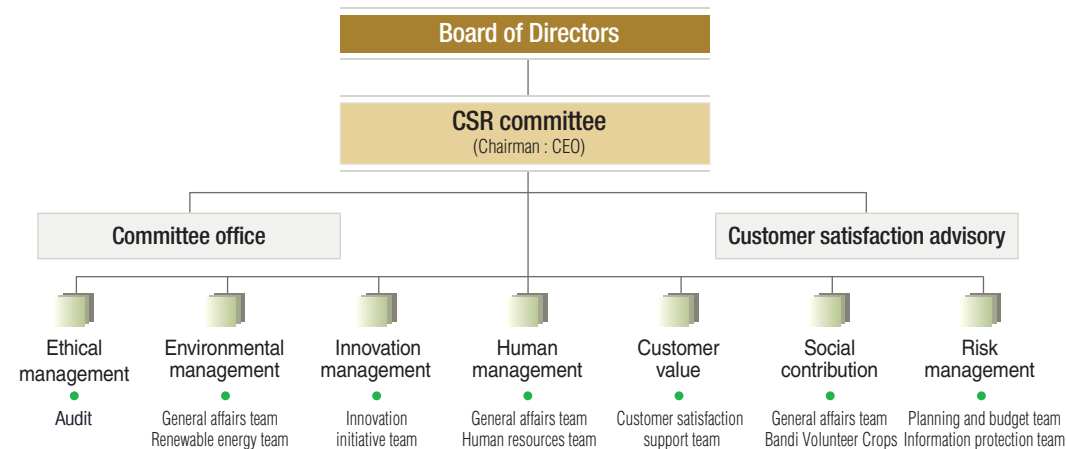 Board of Directors
CSR committee
(Chairman : CEO)
Committee office
Customer satisfaction advisory
Ethical
management
Audit
Environmental
management
General affairs team
Renewable energy team
Innovation
management
Innovation
initiative team
Human
management
General affairs team
Human resources team
Customer
value
Customer satisfaction
support team
Social
contribution
General affairs team
Bandi Volunteer Crops
Risk
management
Planning and budget team
Information protection team